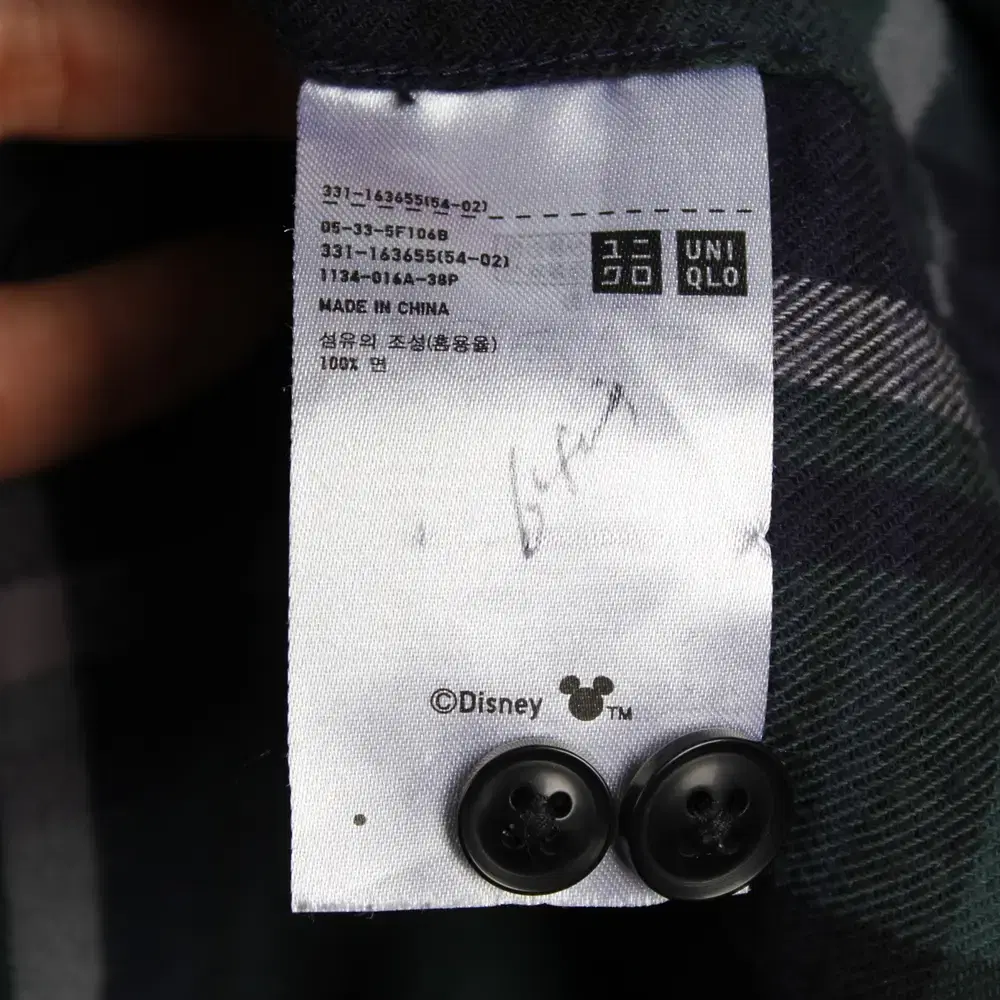 331-163655(54-02)
05-33-5F106B
331-163655(54-02)
1134-016A-38P
MADE IN CHINA
섬유의 조성(혼용율)
100% 면
ユニ
クロ
UNI
QLO
©Disney TM